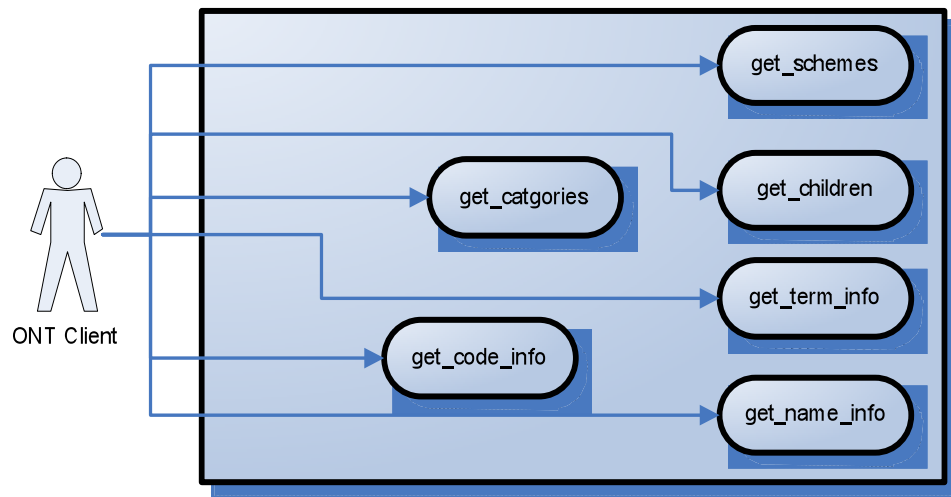 get_schemes
get_catgories
get_children
ONT Client
get_term_info
get_code_info
get_name_info